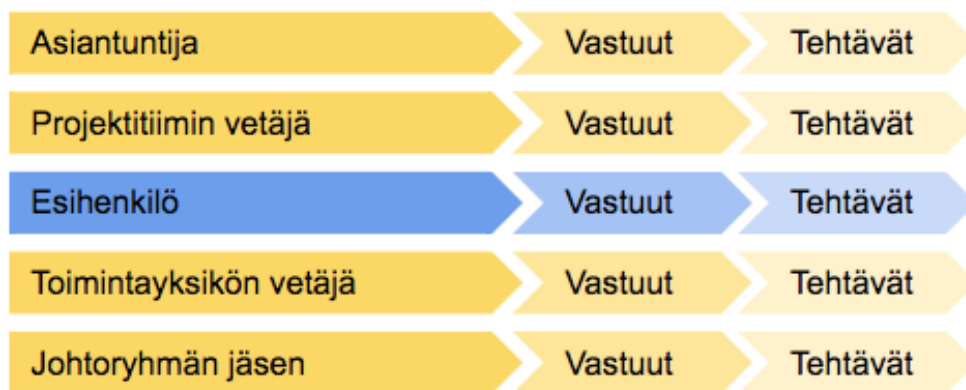 Asiantuntija Vastuut Tehtävät
Projektitiimin vetäjä Vastuut Tehtävät
Esihenkilö Vastuut Tehtävät
Toimintayksikön vetäjä Vastuut Tehtävät
Johtoryhmän jäsen Vastuut Tehtävät